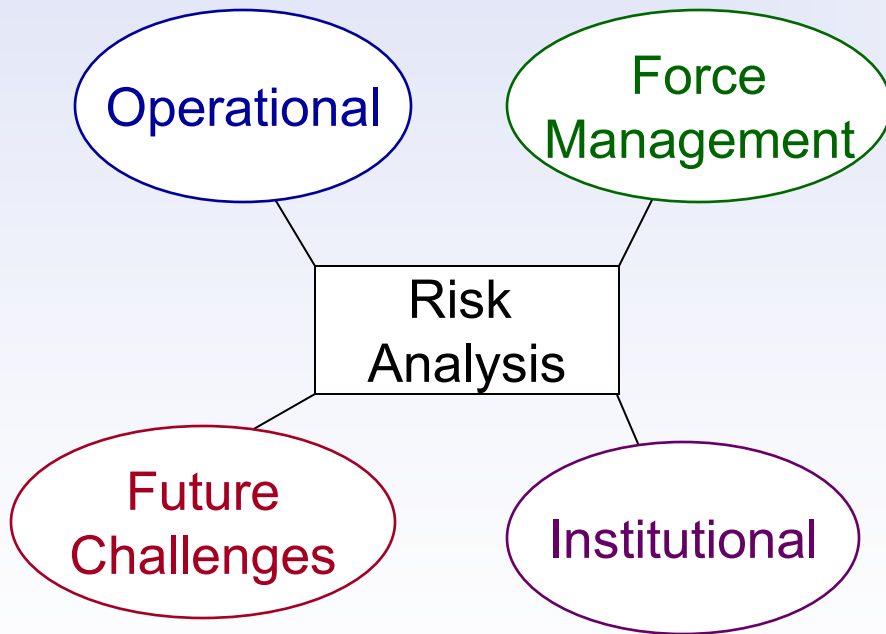 Operational
Force
Management
Risk
Analysis
Future
Challenges
Institutional